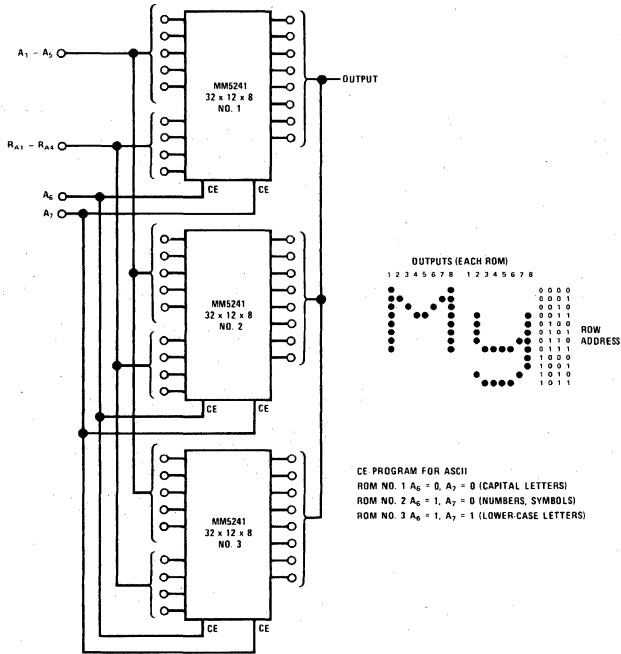 A1 – A5
MM5241
32 x 12 x 8
NO. 1
OUTPUT
RA1 – RA4
A6
A7
CE
CE
MM5241
32 x 12 x 8
NO. 2
CE
CE
OUTPUTS (EACH ROM)
1 2 3 4 5 6 7 8 1 2 3 4 5 6 7 8
0 0 0 0
0 0 0 1
0 0 1 0
0 0 1 1
0 1 0 0
0 1 0 1
0 1 1 0
0 1 1 1
1 0 0 0
1 0 0 1
1 0 1 0
1 0 1 1
ROW
ADDRESS
MM5241
32 x 12 x 8
NO. 3
CE
CE
CE PROGRAM FOR ASCII
ROM NO. 1 A6 = 0, A7 = 0 (CAPITAL LETTERS)
ROM NO. 2 A6 = 1, A7 = 0 (NUMBERS, SYMBOLS)
ROM NO. 3 A6 = 1, A7 = 1 (LOWER-CASE LETTERS)
My